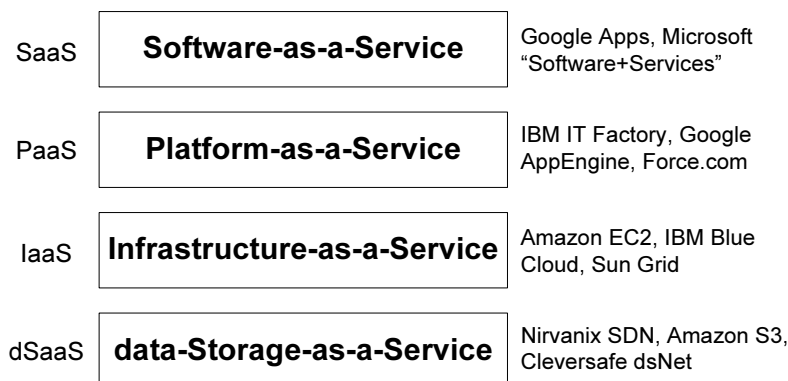 SaaS
Software-as-a-Service
Google Apps, Microsoft
“Software+Services”
PaaS
Platform-as-a-Service
IBM IT Factory, Google
AppEngine, Force.com
IaaS
Infrastructure-as-a-Service
Amazon EC2, IBM Blue
Cloud, Sun Grid
dSaaS
data-Storage-as-a-Service
Nirvanix SDN, Amazon S3,
Cleversafe dsNet